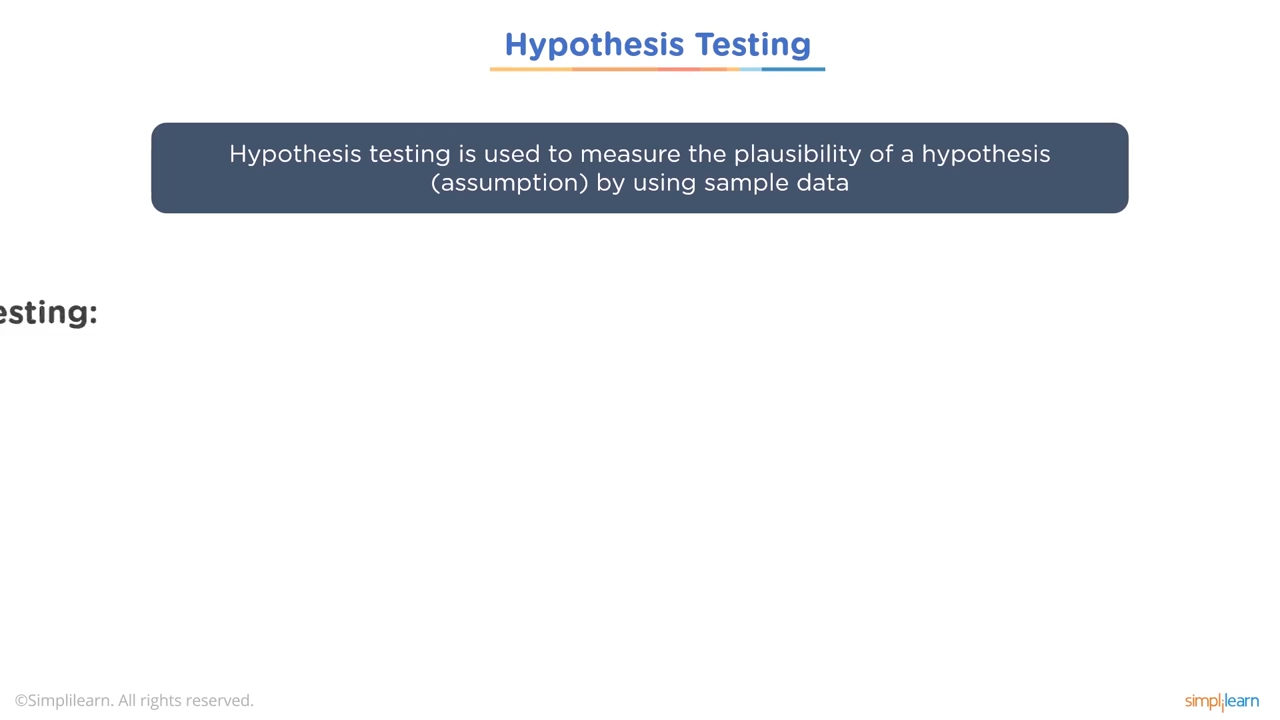 Hypothesis Testing
Hypothesis testing is used to measure the plausibility of a hypothesis
(assumption) by using sample data
esting:
©Simplilearn. All rights reserved.
simplilearn